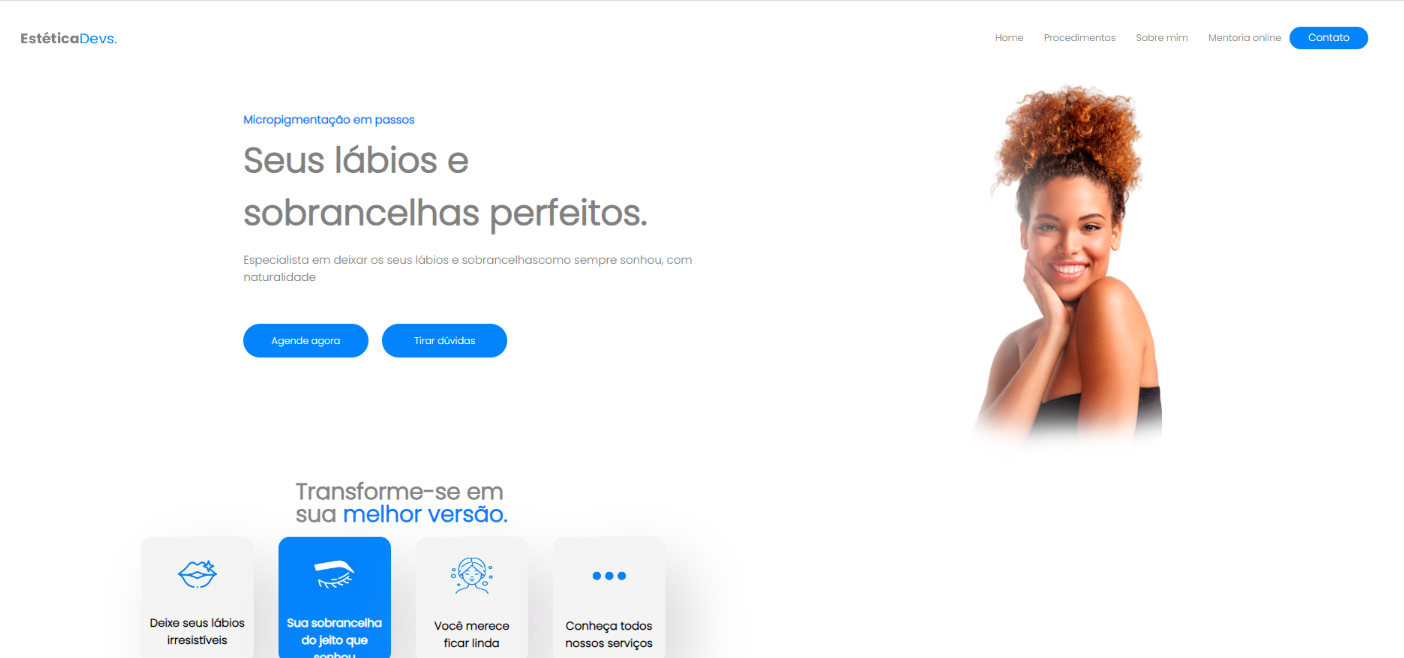 EstéticaDevs.
Home Procedimentos Sobre mim Mentoria online Contato
Micropigmentação em passos
Seus lábios e
sobrancelhas perfeitos.
Especialista em deixar os seus lábios e sobrancelhascomo sempre sonhou, com
naturalidade
Agende agora Tirar dúvidas
Transforme-se em
sua melhor versão.
Deixe seus lábios
irresistíveis
Sua sobrancelha
do jeito que
sonhou
Você merece
ficar linda
Conheça todos
nossos serviços